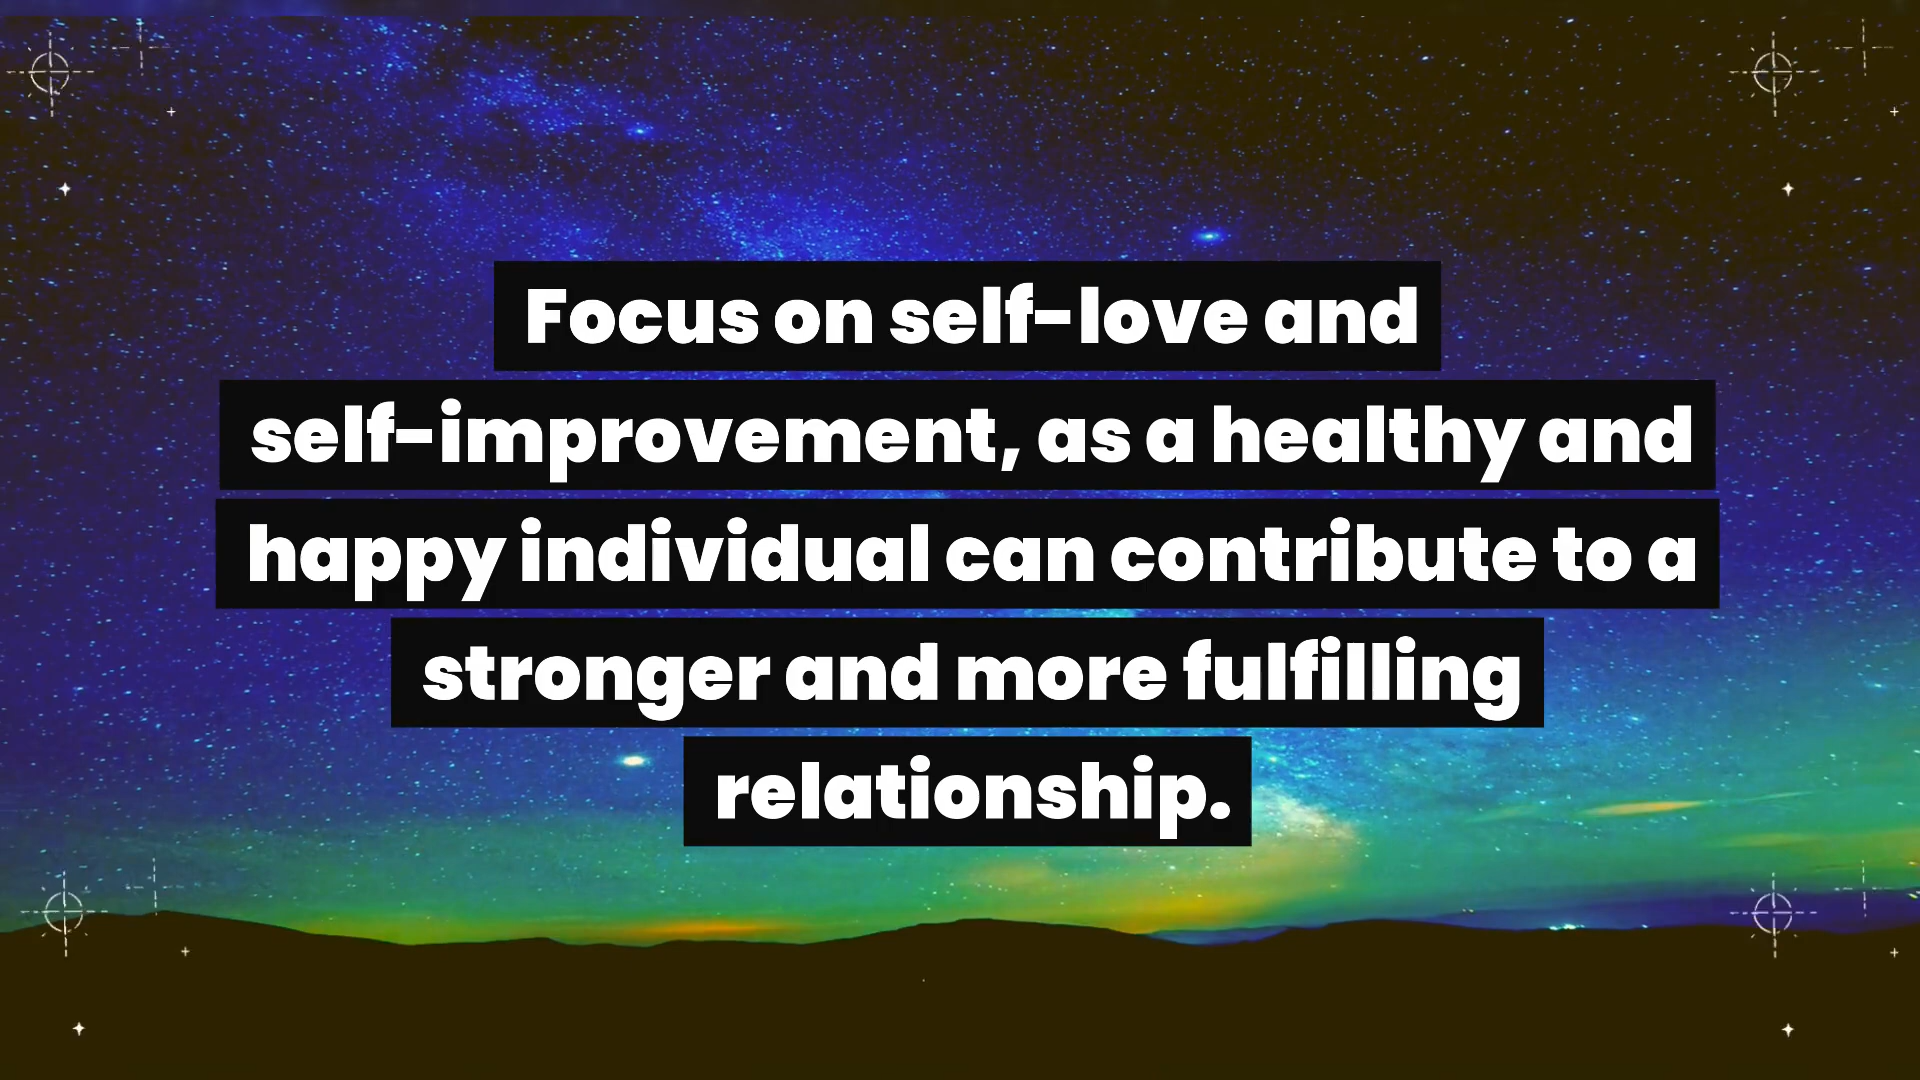 Focus on self-love and
self-improvement, as a healthy and
happy individual can contribute to a
stronger and more fulfilling
relationship.